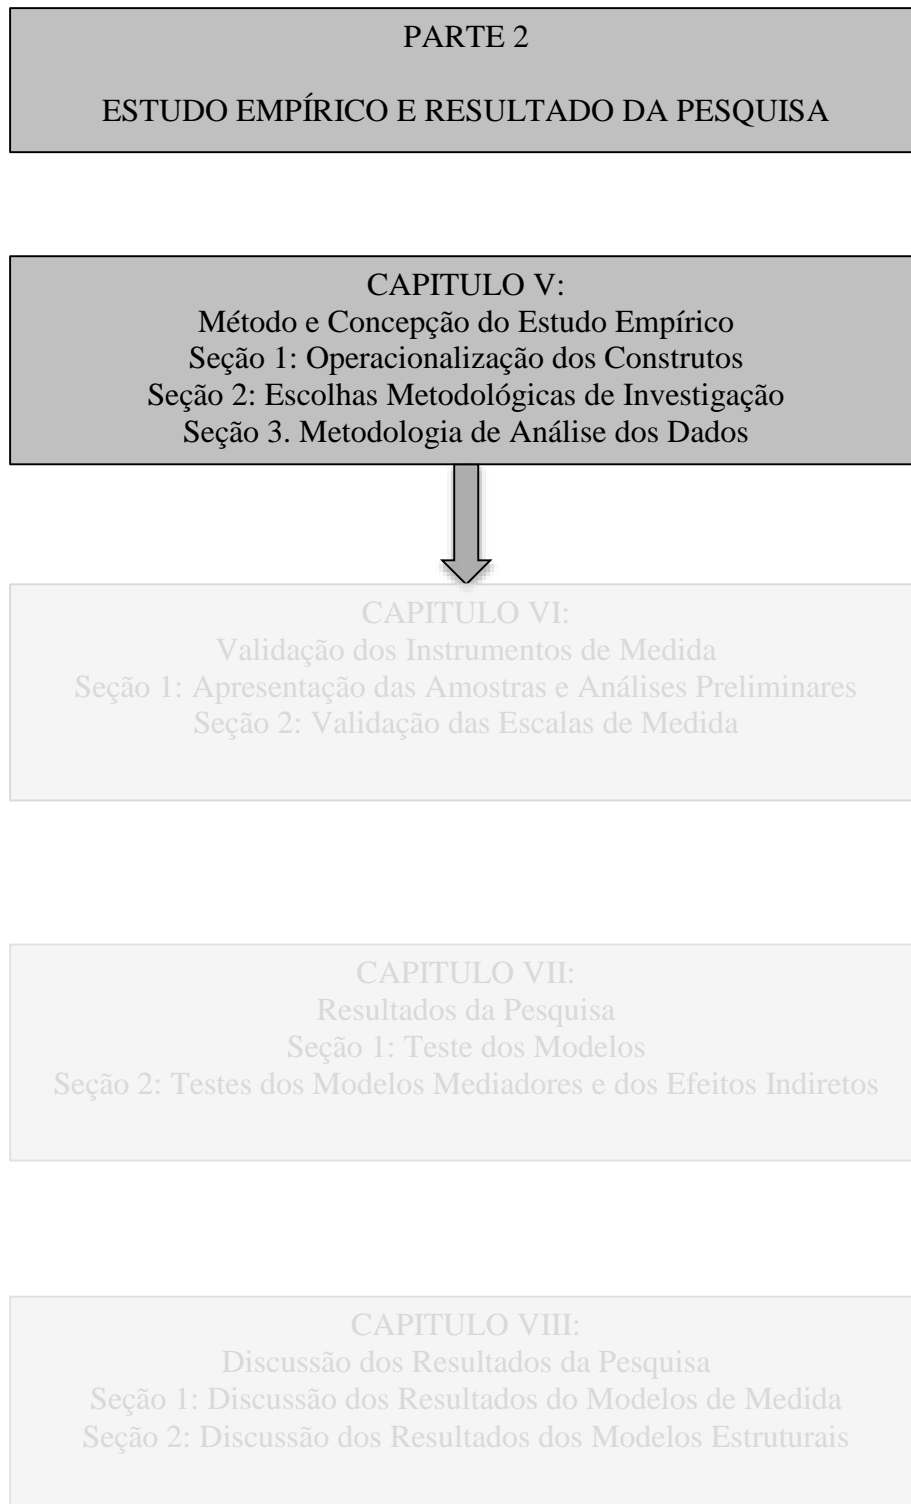 PARTE 2
ESTUDO EMPÍRICO E RESULTADO DA PESQUISA
CAPITULO V:
Método e Concepção do Estudo Empírico
Seção 1: Operacionalização dos Construtos
Seção 2: Escolhas Metodológicas de Investigação
Seção 3. Metodologia de Análise dos Dados
CAPITULO VI:
Validação dos Instrumentos de Medida
Seção 1: Apresentação das Amostras e Análises Preliminares
Seção 2: Validação das Escalas de Medida
CAPITULO VII:
Resultados da Pesquisa
Seção 1: Teste dos Modelos
Seção 2: Testes dos Modelos Mediadores e dos Efeitos Indiretos
CAPITULO VIII:
Discussão dos Resultados da Pesquisa
Seção 1: Discussão dos Resultados do Modelos de Medida
Seção 2: Discussão dos Resultados dos Modelos Estruturais